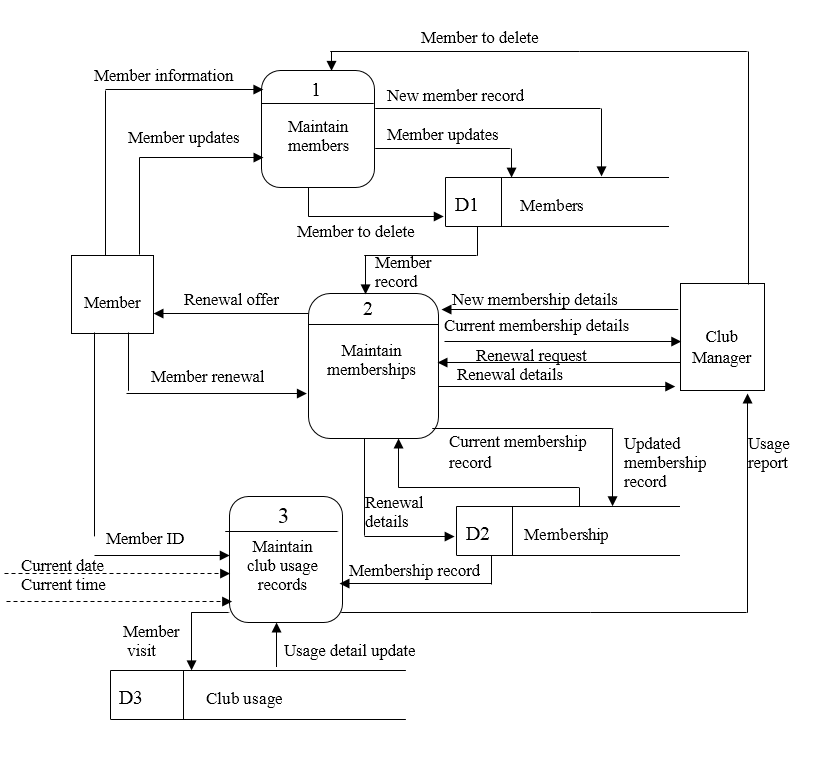 Member to delete
Member information
1
New member record
Maintain
members
Member updates
Member updates
D1
Members
Member to delete
Member
record
Member
Renewal offer
2
New membership details
Current membership details
Club
Manager
Maintain
memberships
Renewal request
Renewal details
Member renewal
Current membership
record
Updated
membership
record
Usage
report
Renewal
details
3
D2
Membership
Member ID
Maintain
club usage
records
Current date
Current time
Membership record
Member
visit
Usage detail update
D3
Club usage